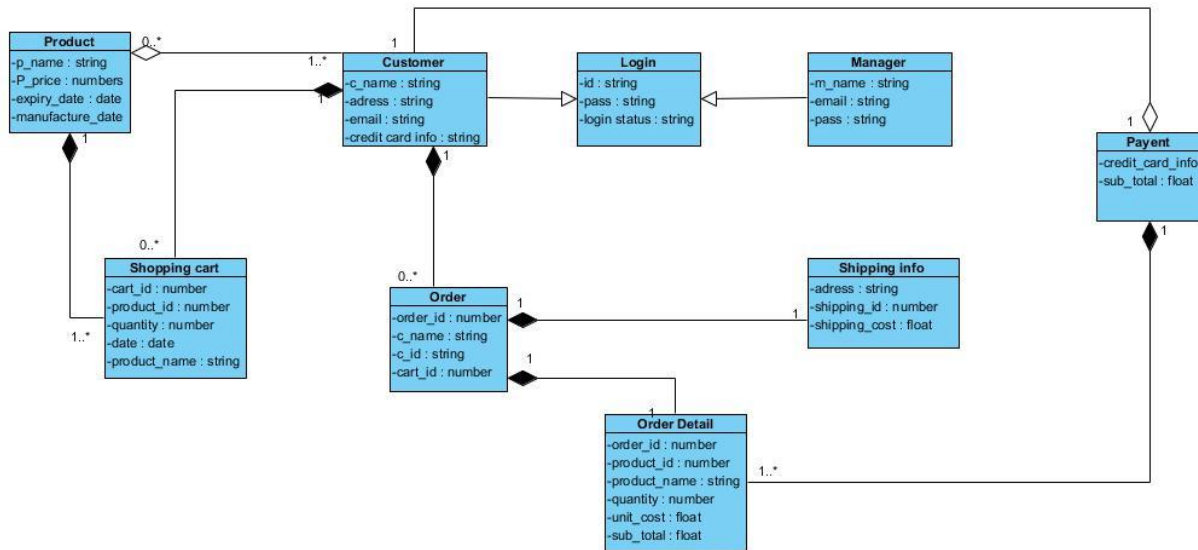 Product
-p_name : string
-P_price : numbers
-expiry_date : date
-manufacture_date
0..*
1..*
1
1
Customer
-c_name : string
-adress : string
-email : string
-credit card info : string
1
1
Login
-id : string
-pass : string
-login status : string
Manager
-m_name : string
-email : string
-pass : string
1
Payent
-credit_card_info
-sub_total : float
1
0..*
Shopping cart
-cart_id : number
-product_id : number
-quantity : number
-date : date
-product_name : string
1..*
0..*
Order
-order_id : number
-c_name : string
-c_id : string
-cart_id : number
1
1
Shipping info
-adress : string
-shipping_id : number
-shipping_cost : float
1
1
Order Detail
-order_id : number
-product_id : number
-product_name : string
-quantity : number
-unit_cost : float
-sub_total : float
1..*